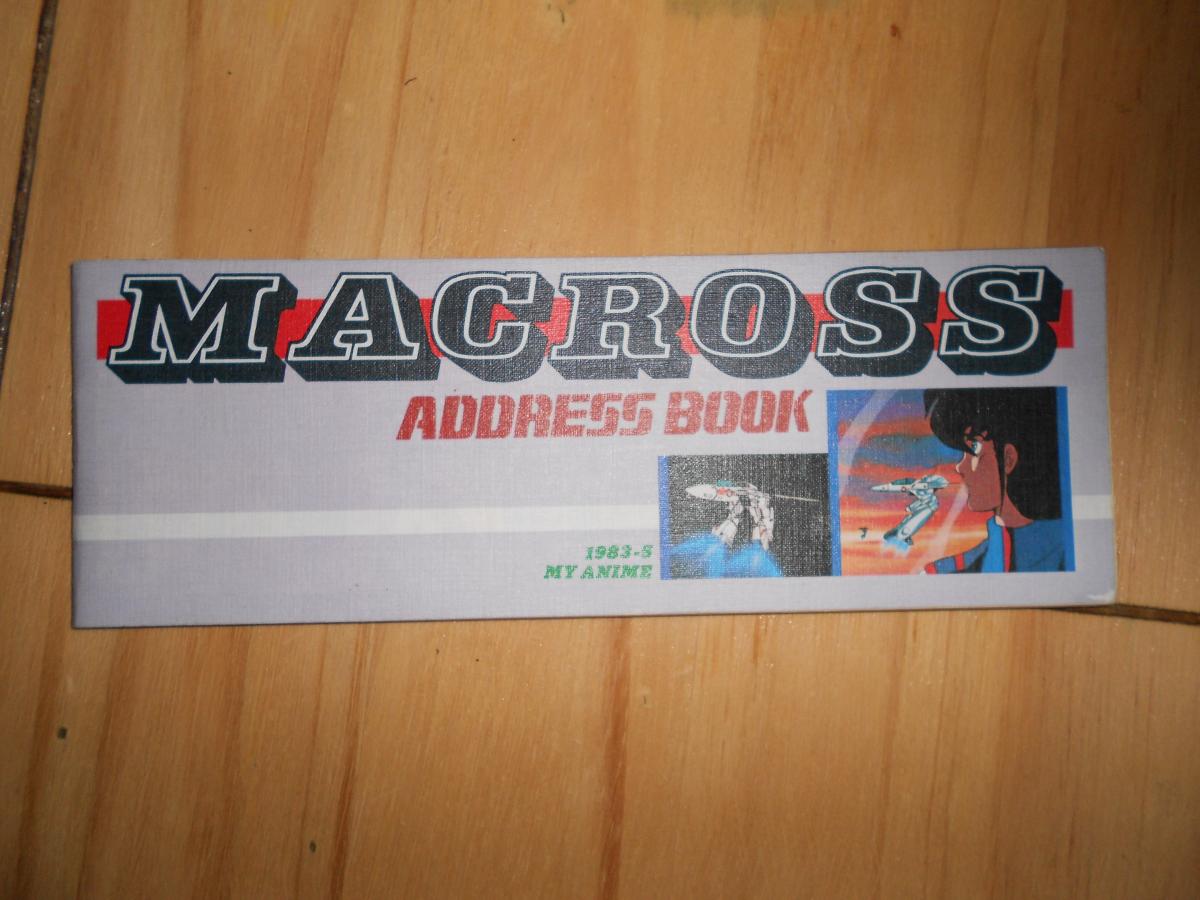 MACROSS
ADDRESS BOOK
1983-5
MY ANIME